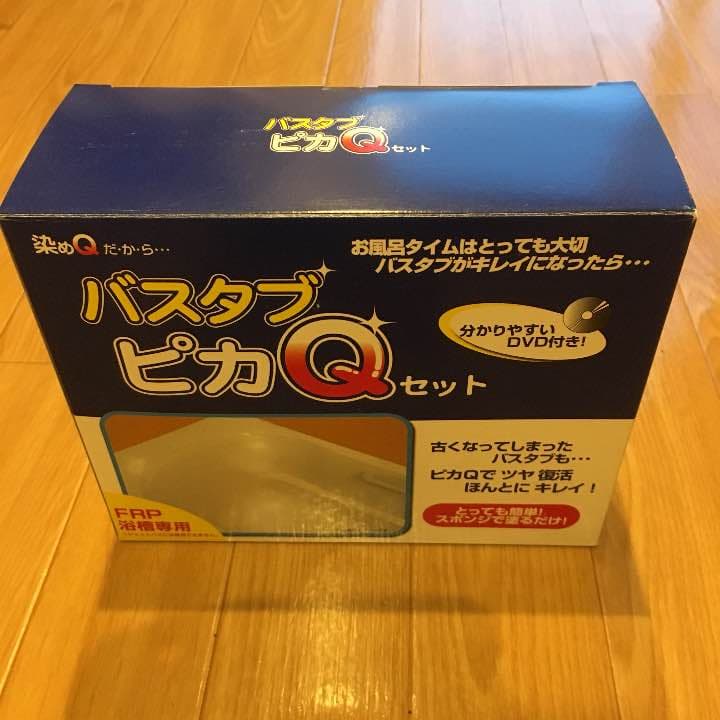 バスタブ
ピカQセット
染めQだ・か・ら・・・
お風呂タイムはとっても大切
バスタブがキレイになったら・・・
バスタブ
ピカQセット
分かりやすい
DVD付き!
古くなってしまった
バスタブも・・・
ピカQで ツヤ 復活
ほんとに キレイ!
とっても簡単!
スポンジで塗るだけ!
FRP
浴槽専用